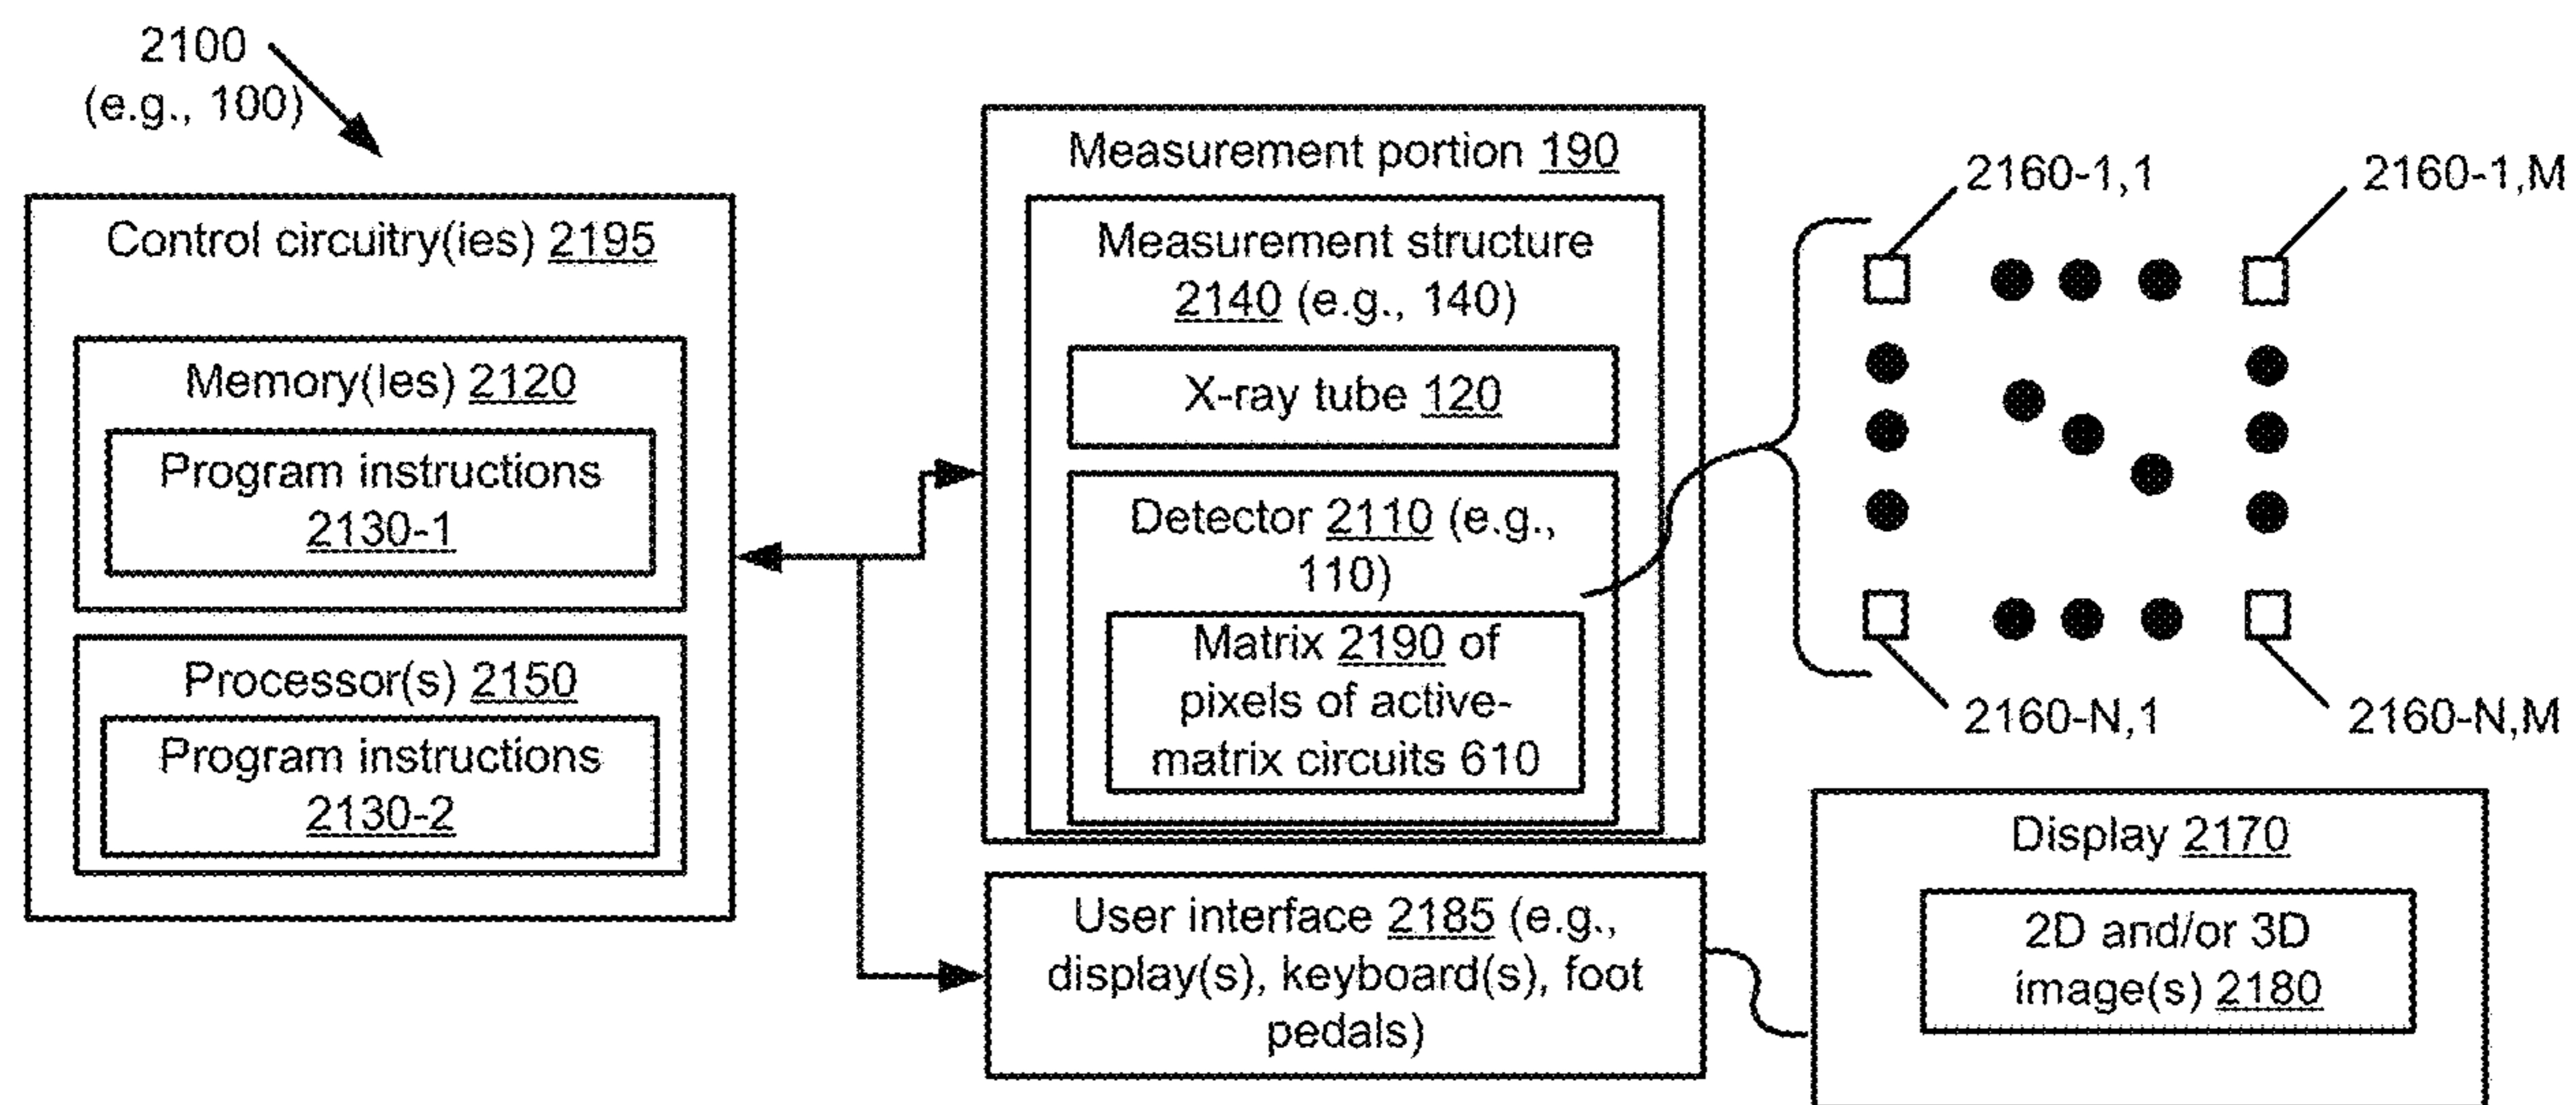 2100
(e.g., 100)
Control circuitry(ies) 2195
Memory(Ies) 2120
Program instructions
2130-1
Processor(s) 2150
Program instructions
2130-2
Measurement portion 190
Measurement structure
2140 (e.g., 140)
X-ray tube 120
Detector 2110 (e.g.,
110)
Matrix 2190 of
pixels of active-
matrix circuits 610
User interface 2185 (e.g.,
display(s), keyboard(s), foot
pedals)
2160-1,1
2160-1,M
2160-N,1
2160-N,M
Display 2170
2D and/or 3D
image(s) 2180